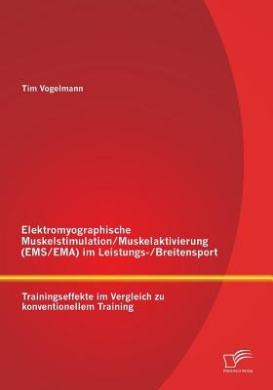 Tim Vogelmann
Elektromyographische
Muskelstimulation/Muskelaktivierung
(EMS/EMA) im Leistungs-/Breitensport
Trainingseffekte im Vergleich zu
konventionellem Training